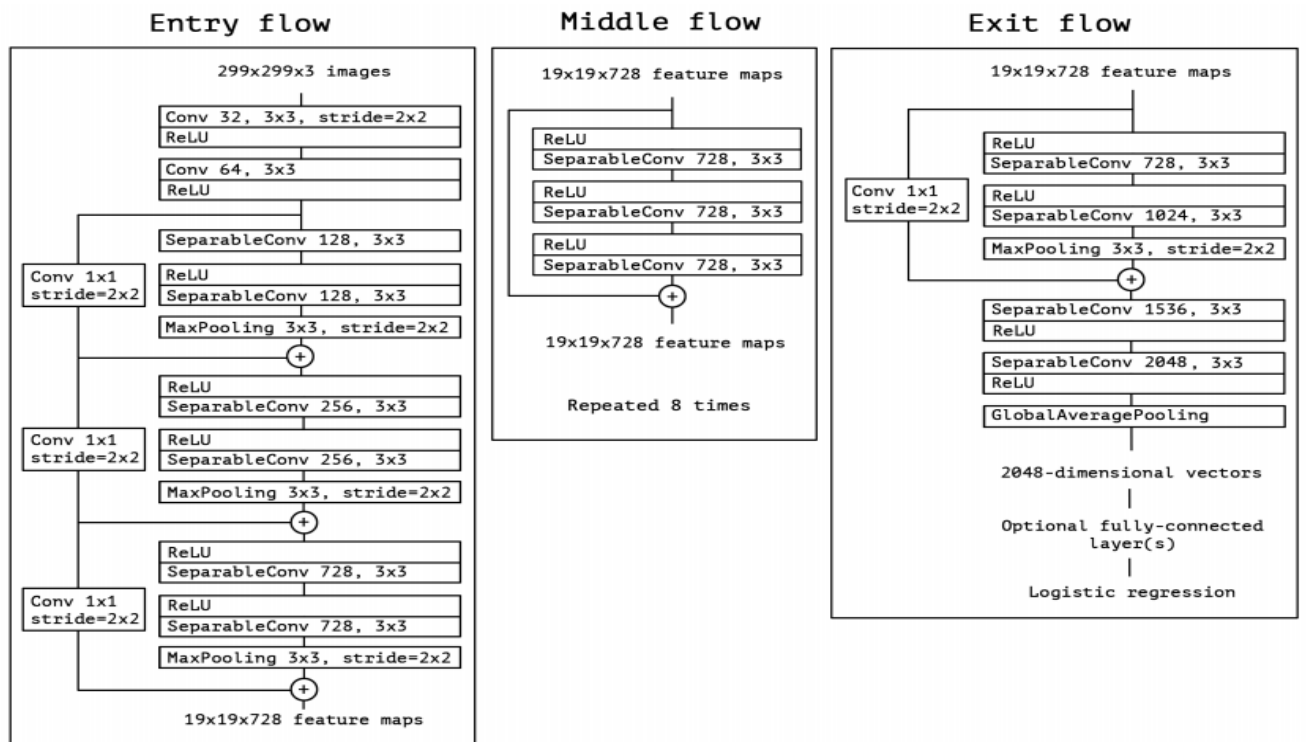 Entry flow
299x299x3 images
Conv 32, 3x3, stride=2x2
ReLU
Conv 64, 3x3
ReLU
SeparableConv 128, 3x3
Conv 1x1
stride=2x2
ReLU
SeparableConv 128, 3x3
MaxPooling 3x3, stride=2x2
+
ReLU
SeparableConv 256, 3x3
Conv 1x1
stride=2x2
ReLU
SeparableConv 256, 3x3
MaxPooling 3x3, stride=2x2
+
ReLU
SeparableConv 728, 3x3
Conv 1x1
stride=2x2
ReLU
SeparableConv 728, 3x3
MaxPooling 3x3, stride=2x2
+
19x19x728 feature maps
Middle flow
19x19x728 feature maps
ReLU
SeparableConv 728, 3x3
ReLU
SeparableConv 728, 3x3
ReLU
SeparableConv 728, 3x3
+
19x19x728 feature maps
Repeated 8 times
Exit flow
19x19x728 feature maps
ReLU
SeparableConv 728, 3x3
Conv 1x1
stride=2x2
ReLU
SeparableConv 1024, 3x3
MaxPooling 3x3, stride=2x2
+
SeparableConv 1536, 3x3
ReLU
SeparableConv 2048, 3x3
ReLU
GlobalAveragePooling
2048-dimensional vectors
Optional fully-connected
layer(s)
Logistic regression